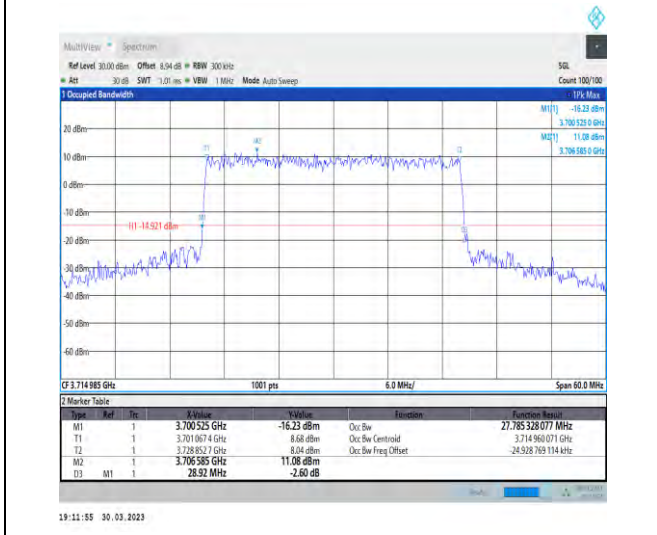 MultiView Spectrum
Ref Level 30.00 dBm Offset 8.94 dB RBW 300 kHz SGL
Att 30 dB SWT 1.01 ms VBW 1 MHz Mode Auto Sweep Count 100/100
1 Occupied Bandwidth 1Pk Max
M1[1] -16.23 dBm
3.700 525 0 GHz
20 dBm
M2[1] 11.08 dBm
3.706 585 0 GHz
T1 M2 T2
10 dBm
0 dBm
-10 dBm
M1
H1 -14.921 dBm
-20 dBm
D3
-30 dBm
-40 dBm
-50 dBm
-60 dBm
CF 3.714 985 GHz 1001 pts 6.0 MHz/ Span 60.0 MHz
2 Marker Table
Type Ref Trc X-Value Y-Value Function Function Result
M1 1 3.700 525 GHz -16.23 dBm Occ Bw 27.785 328 077 MHz
T1 1 3.701 067 4 GHz 8.68 dBm Occ Bw Centroid 3.714 960 071 GHz
T2 1 3.728 852 7 GHz 8.04 dBm Occ Bw Freq Offset -24.928 769 114 kHz
M2 1 3.706 585 GHz 11.08 dBm
D3 M1 1 28.92 MHz -2.60 dB
19:11:55 30.03.2023